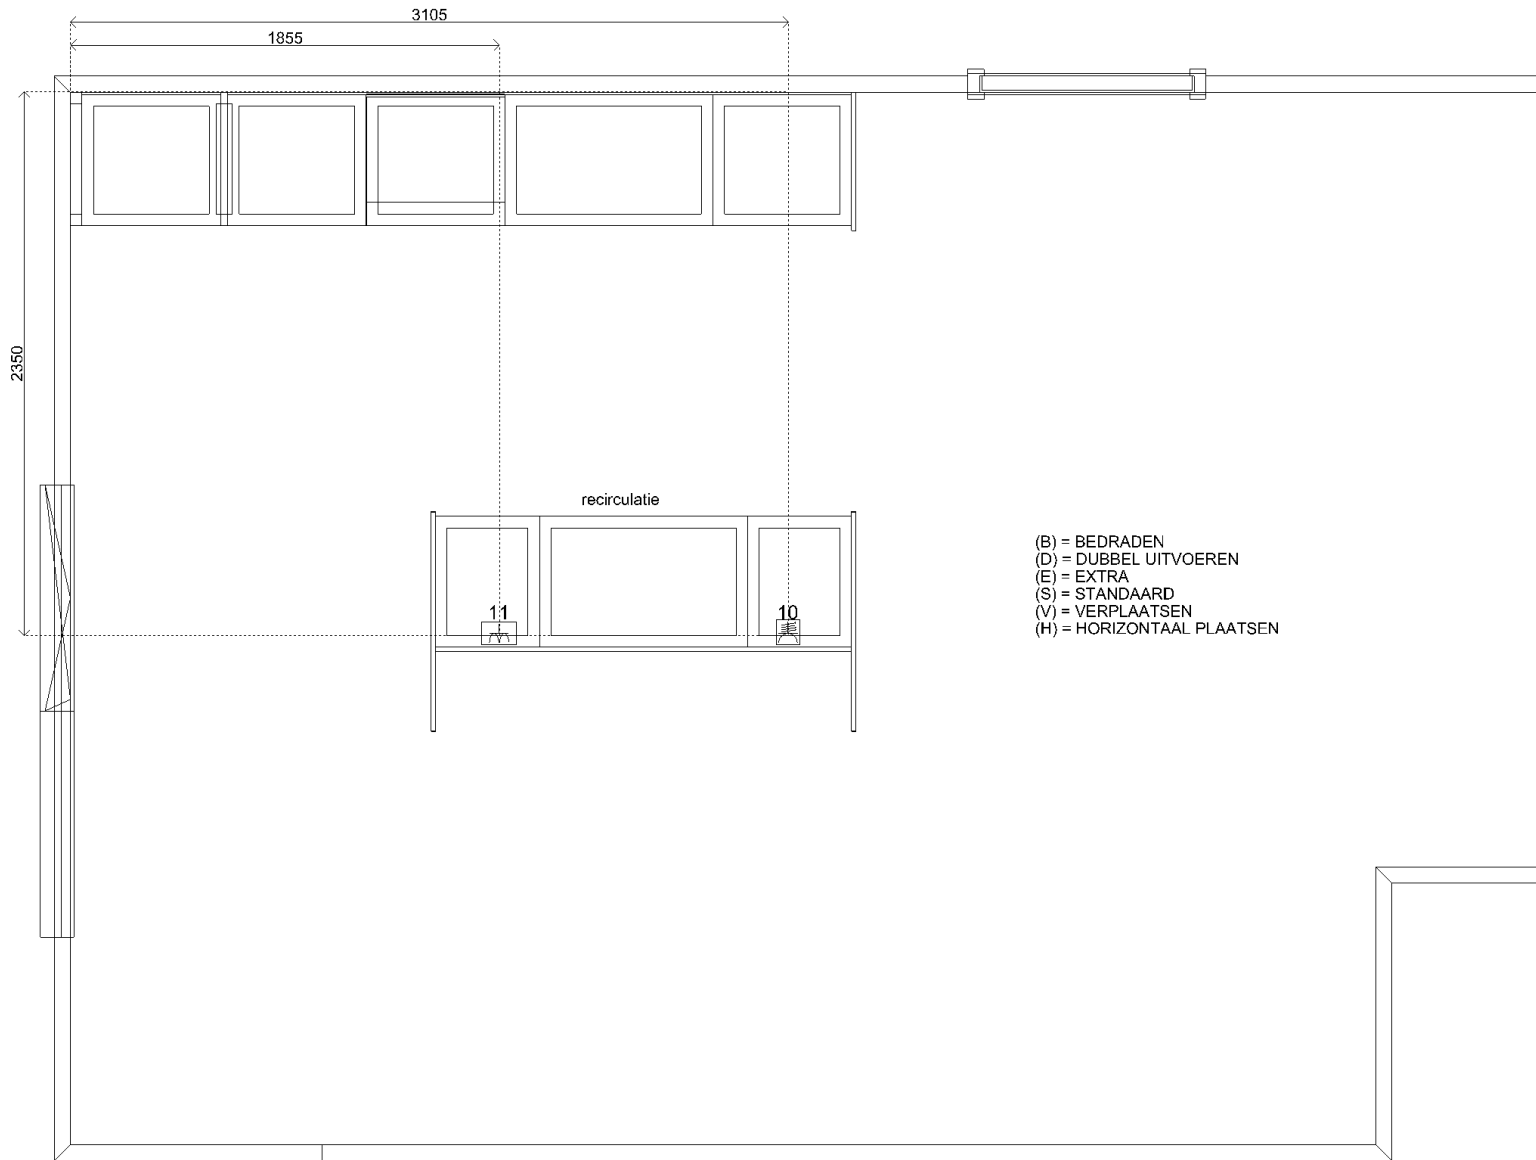 3105
1855
2350
recirculatie
11
10
(B) = BEDRADEN
(D) = DUBBEL UITVOEREN
(E) = EXTRA
(S) = STANDAARD
(V) = VERPLAATSEN
(H) = HORIZONTAAL PLAATSEN